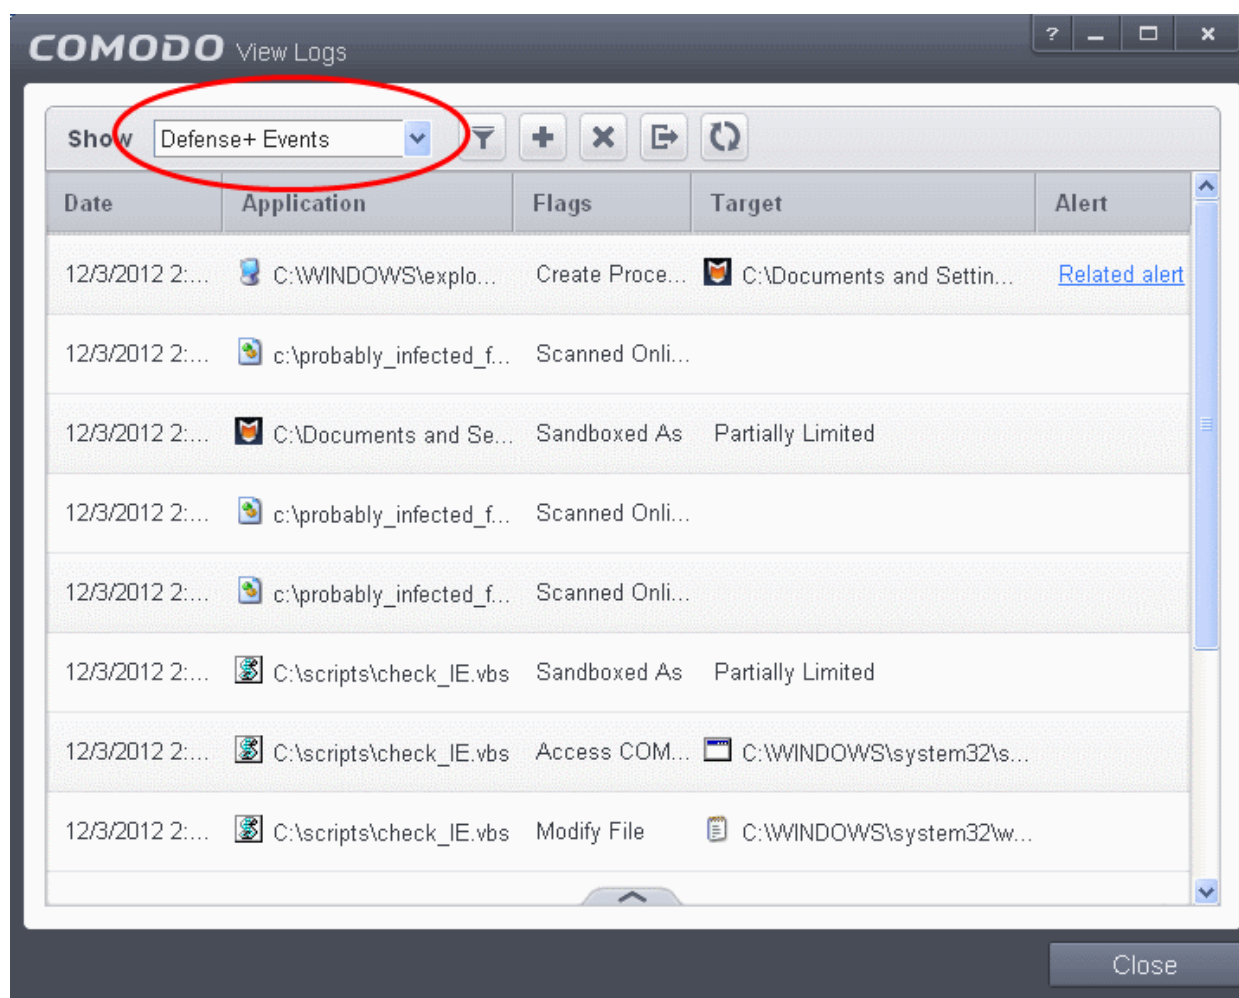 COMODO View Logs ?
Show Defense+ Events
Date Application Flags Target Alert
12/3/2012 2:... C:\WINDOWS\explo... Create Proce... C:\Documents and Settin... Related alert
12/3/2012 2:... c:\probably_infected_f... Scanned Onli...
12/3/2012 2:... C:\Documents and Se... Sandboxed As Partially Limited
12/3/2012 2:... c:\probably_infected_f... Scanned Onli...
12/3/2012 2:... c:\probably_infected_f... Scanned Onli...
12/3/2012 2:... C:\scripts\check_IE.vbs Sandboxed As Partially Limited
12/3/2012 2:... C:\scripts\check_IE.vbs Access COM... C:\WINDOWS\system32\s...
12/3/2012 2:... C:\scripts\check_IE.vbs Modify File C:\WINDOWS\system32\w...
Close